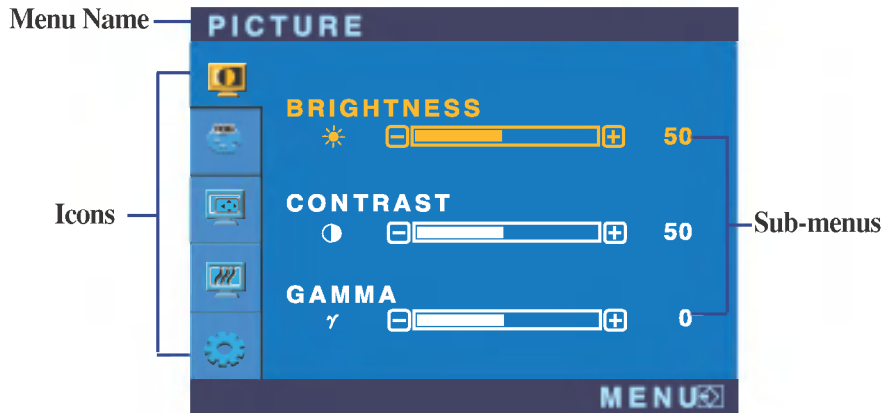 Menu Name
PICTURE
BRIGHTNESS
50
Icons
CONTRAST
50
Sub-menus
GAMMA
γ
0
MENU